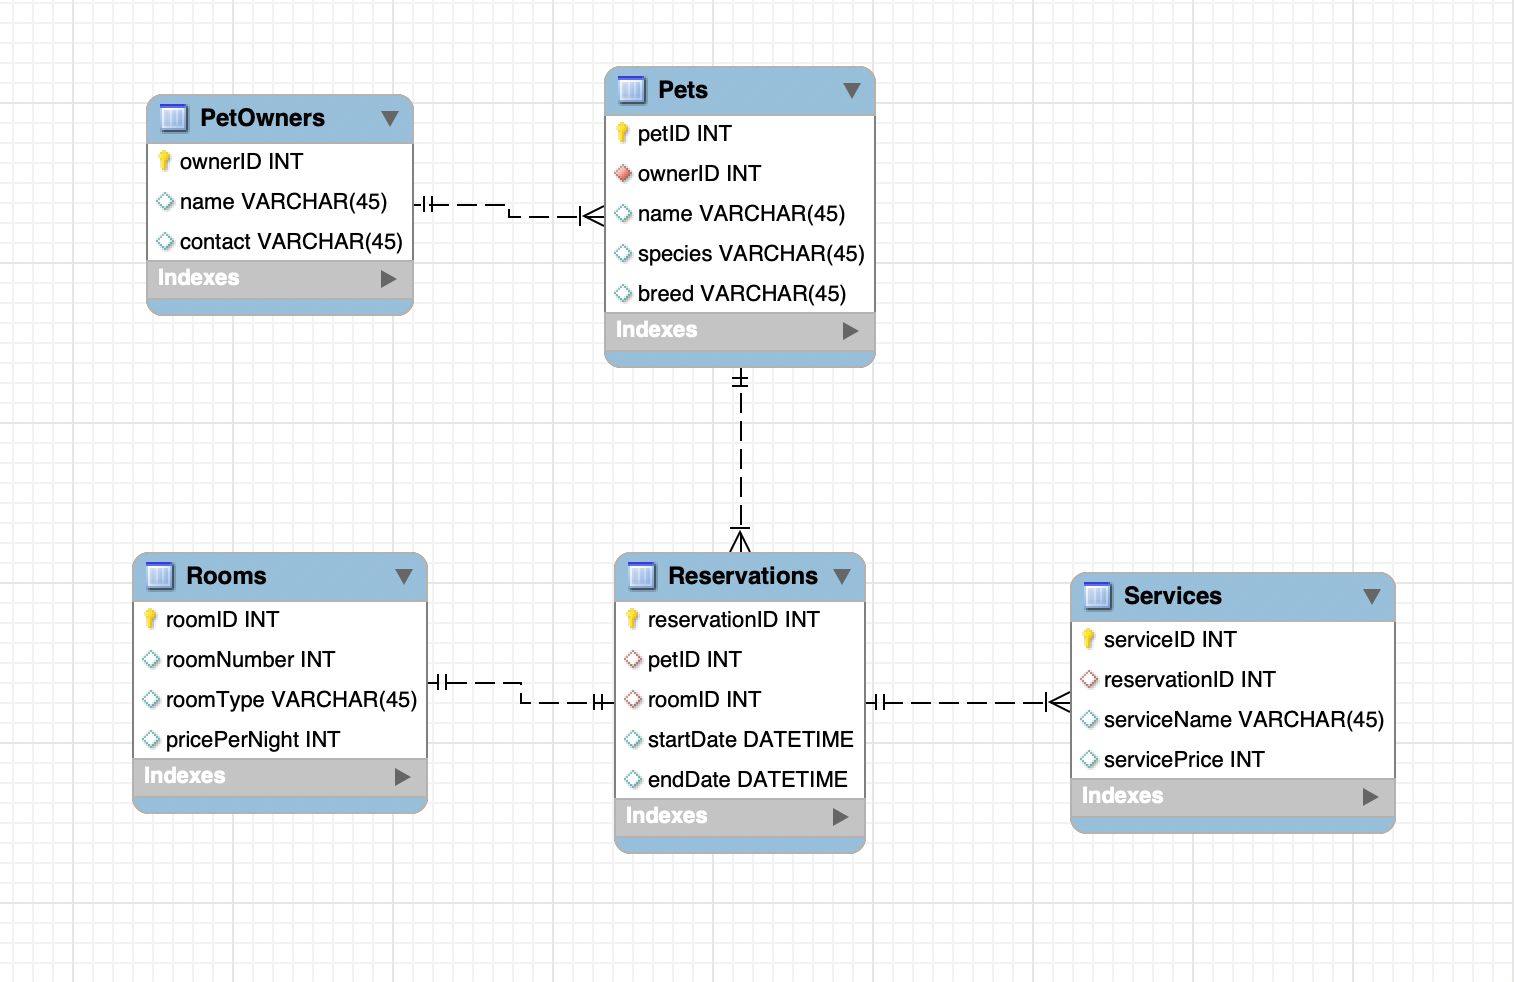 PetOwners
ownerID INT
name VARCHAR(45)
contact VARCHAR(45)
Indexes
Pets
petID INT
ownerID INT
name VARCHAR(45)
species VARCHAR(45)
breed VARCHAR(45)
Indexes
Rooms
roomID INT
roomNumber INT
roomType VARCHAR(45)
pricePerNight INT
Indexes
Reservations
reservationID INT
petID INT
roomID INT
startDate DATETIME
endDate DATETIME
Indexes
Services
serviceID INT
reservationID INT
serviceName VARCHAR(45)
servicePrice INT
Indexes